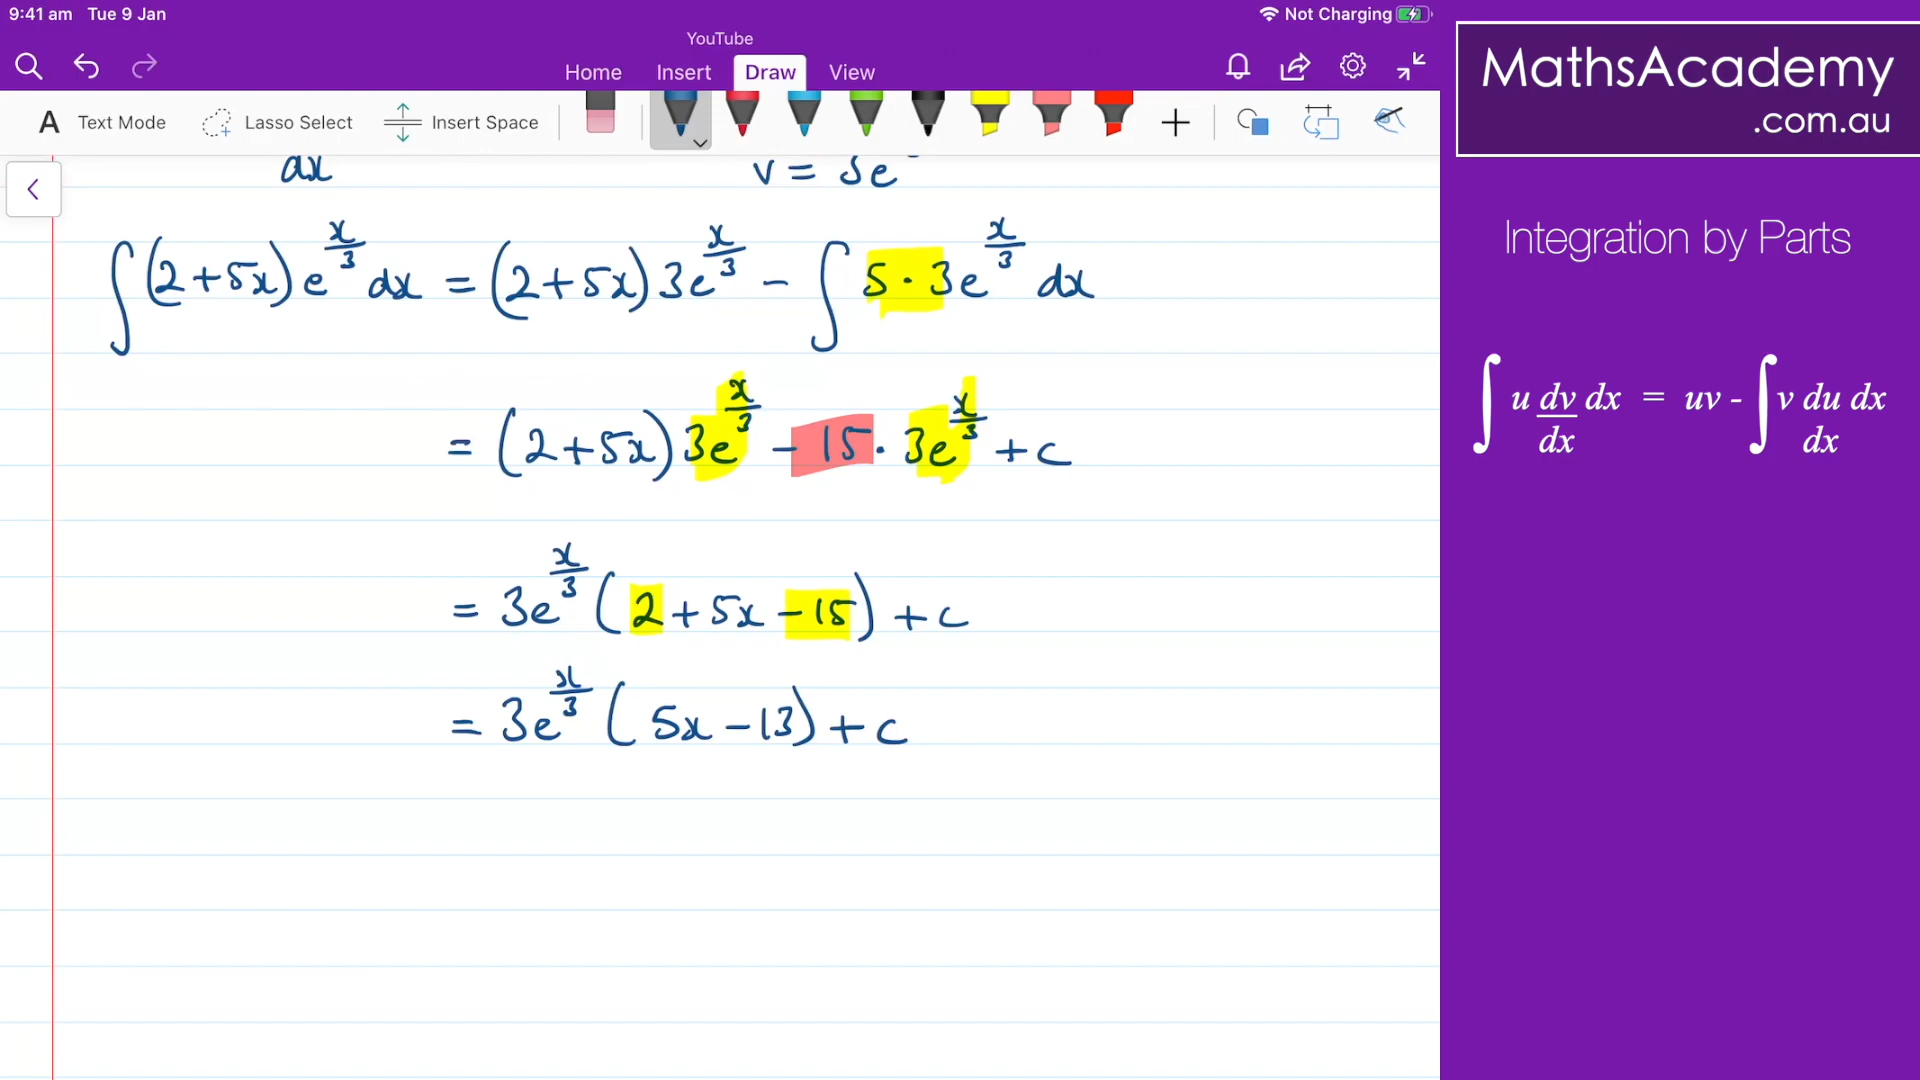 9:41 am Tue 9 Jan
Not Charging
YouTube
Home Insert Draw View
A Text Mode Lasso Select Insert Space
dx v = 3e
∫(2+5x)e^(x/3) dx = (2+5x)3e^(x/3) − ∫5·3e^(x/3) dx
= (2+5x)3e^(x/3) − 15·3e^(x/3) + c
= 3e^(x/3)(2+5x−15) + c
= 3e^(x/3)(5x−13) + c
MathsAcademy
.com.au
Integration by Parts
∫u dv/dx dx = uv - ∫v du dx
dx